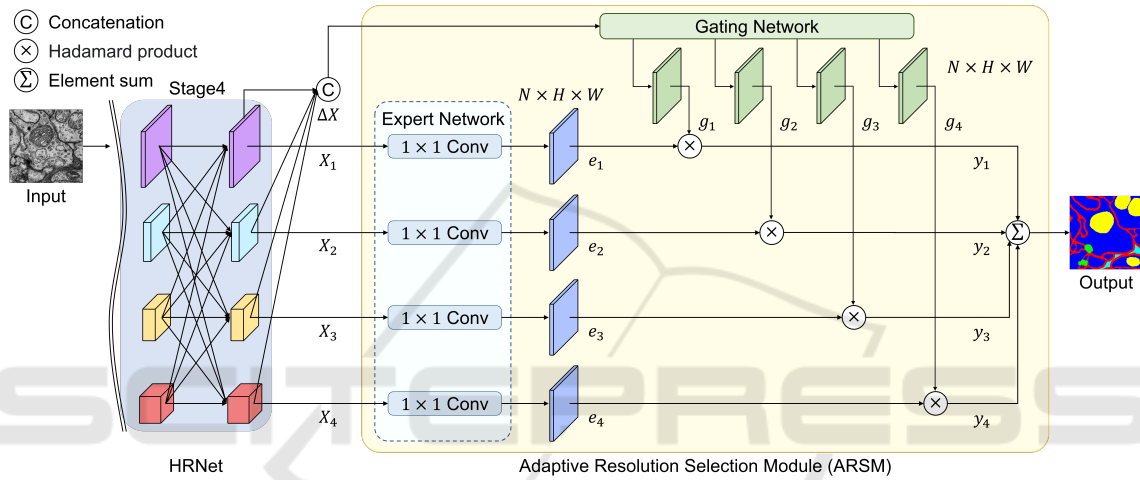 C Concatenation
× Hadamard product
Σ Element sum
Input
Stage4
HRNet
C
ΔX
X₁
X₂
X₃
X₄
Expert Network
1 × 1 Conv
1 × 1 Conv
1 × 1 Conv
1 × 1 Conv
N × H × W
e₁
e₂
e₃
e₄
Gating Network
N × H × W
g₁
g₂
g₃
g₄
×
×
×
×
y₁
y₂
y₃
y₄
Σ
Output
Adaptive Resolution Selection Module (ARSM)
SCITEPRESS